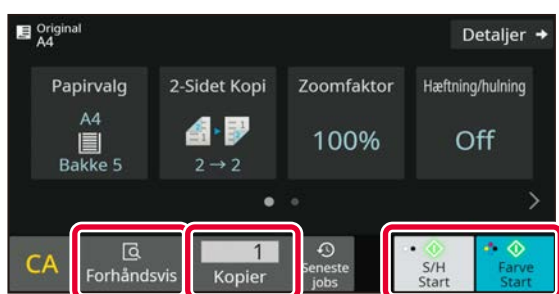 Original
A4
Detaljer
Papirvalg
A4
Bakke 5
2-Sidet Kopi
2 → 2
Zoomfaktor
100%
Hæftning/hulning
Off
CA
Forhåndsvis
1
Kopier
Seneste
jobs
S/H
Start
Farve
Start